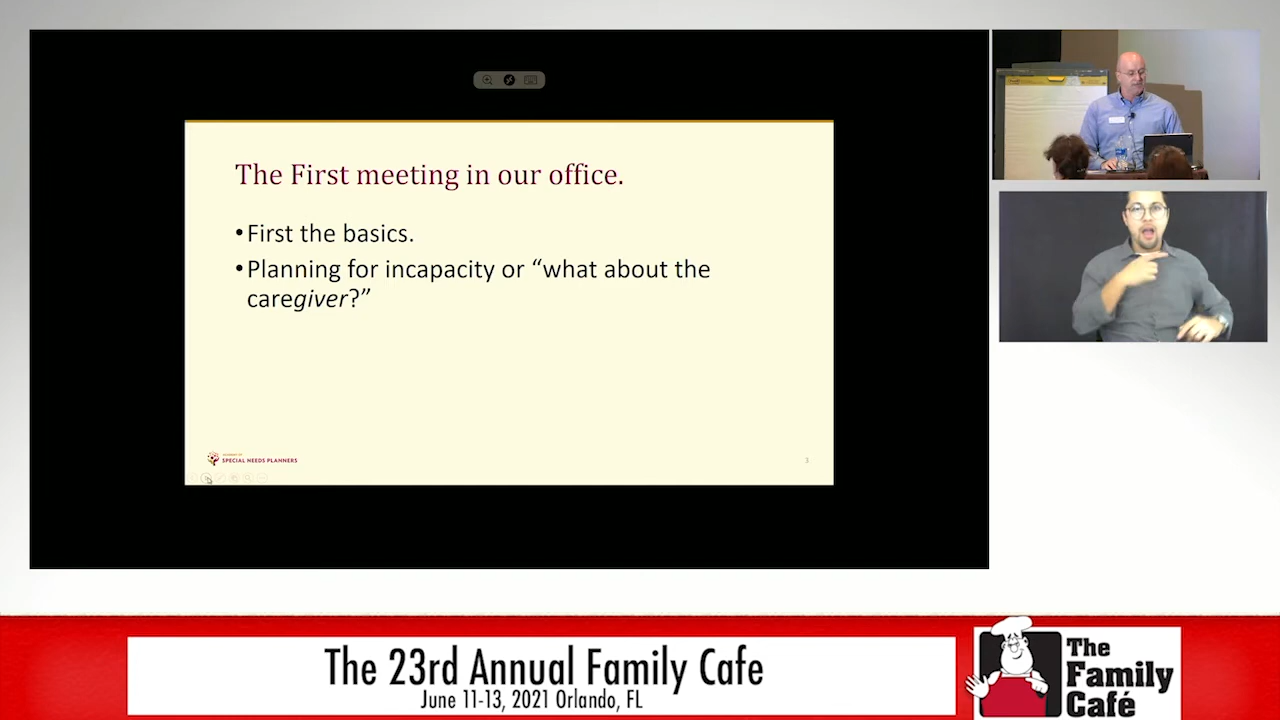 The First meeting in our office.
•First the basics.
•Planning for incapacity or “what about the
caregiver?”
SPECIAL NEEDS PLANNERS
3
The 23rd Annual Family Cafe
June 11-13, 2021 Orlando, FL
The
Family
Café